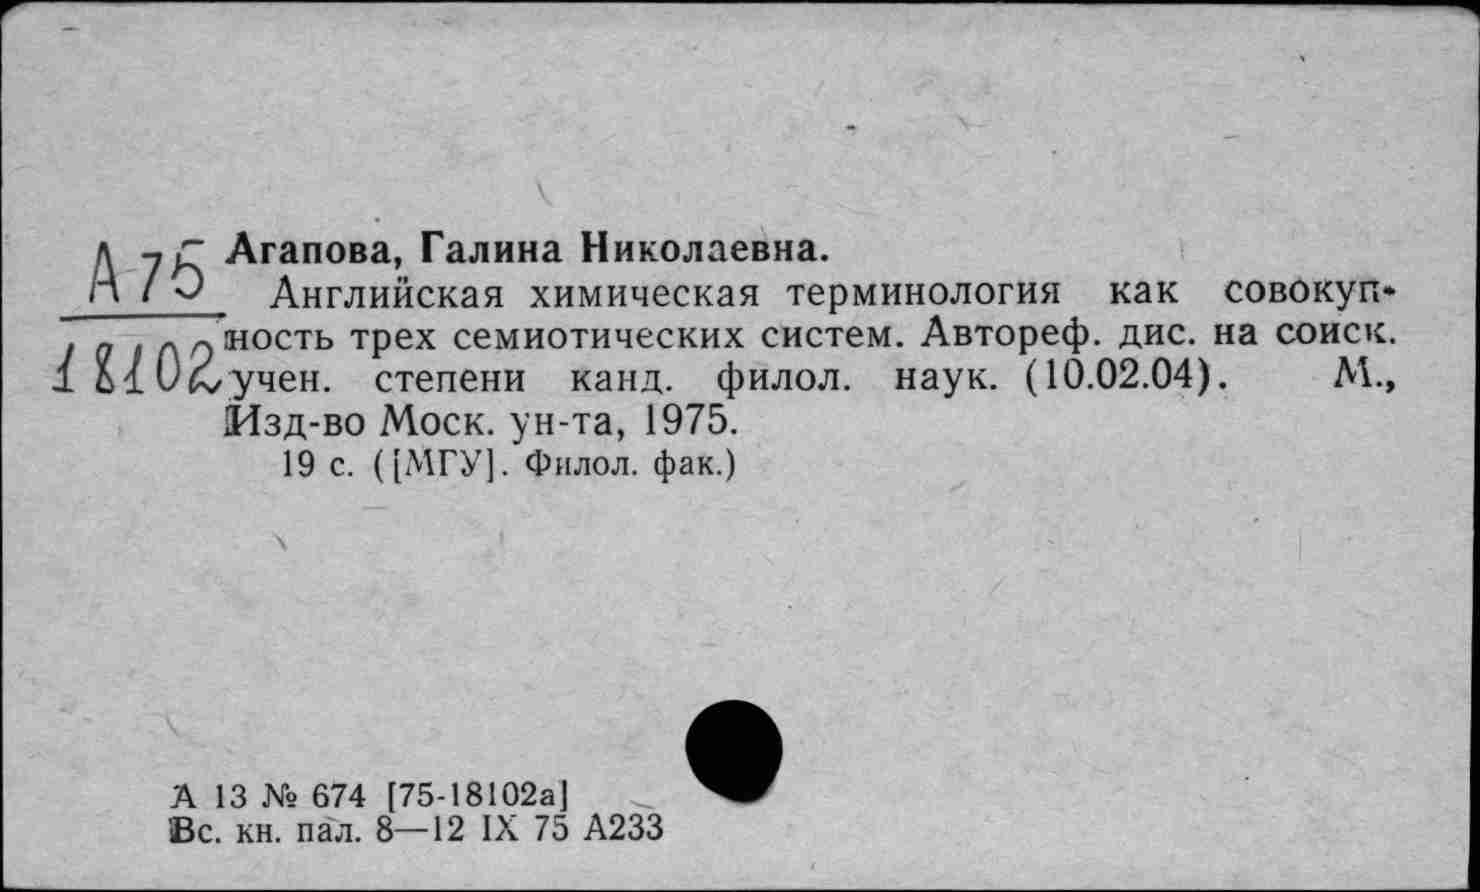 А 75
18102
Агапова, Галина Николаевна.
Английская химическая терминология как совокуп-
ность трех семиотических систем. Автореф. дис. на соиск.
учен. степени канд. филол. наук. (10.02.04). М.,
Изд-во Моск. ун-та, 1975.
19 с. ([МГУ]. Филол. фак.)
А 13 № 674 [75-18102а]
Вс. кн. пал. 8—12 IX 75 А233